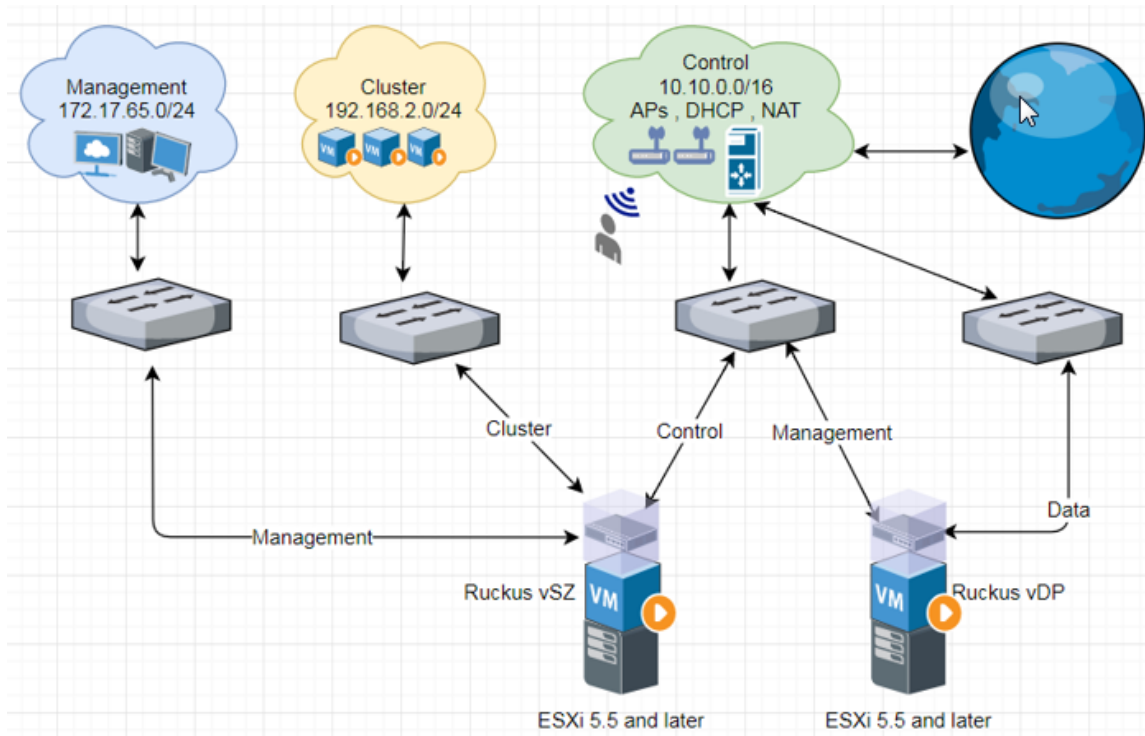 Management
172.17.65.0/24
Cluster
192.168.2.0/24
VM VM VM
Control
10.10.0.0/16
APs , DHCP , NAT
Cluster
Control
Management
Management
Data
Ruckus vSZ
VM
VM
Ruckus vDP
ESXi 5.5 and later
ESXi 5.5 and later